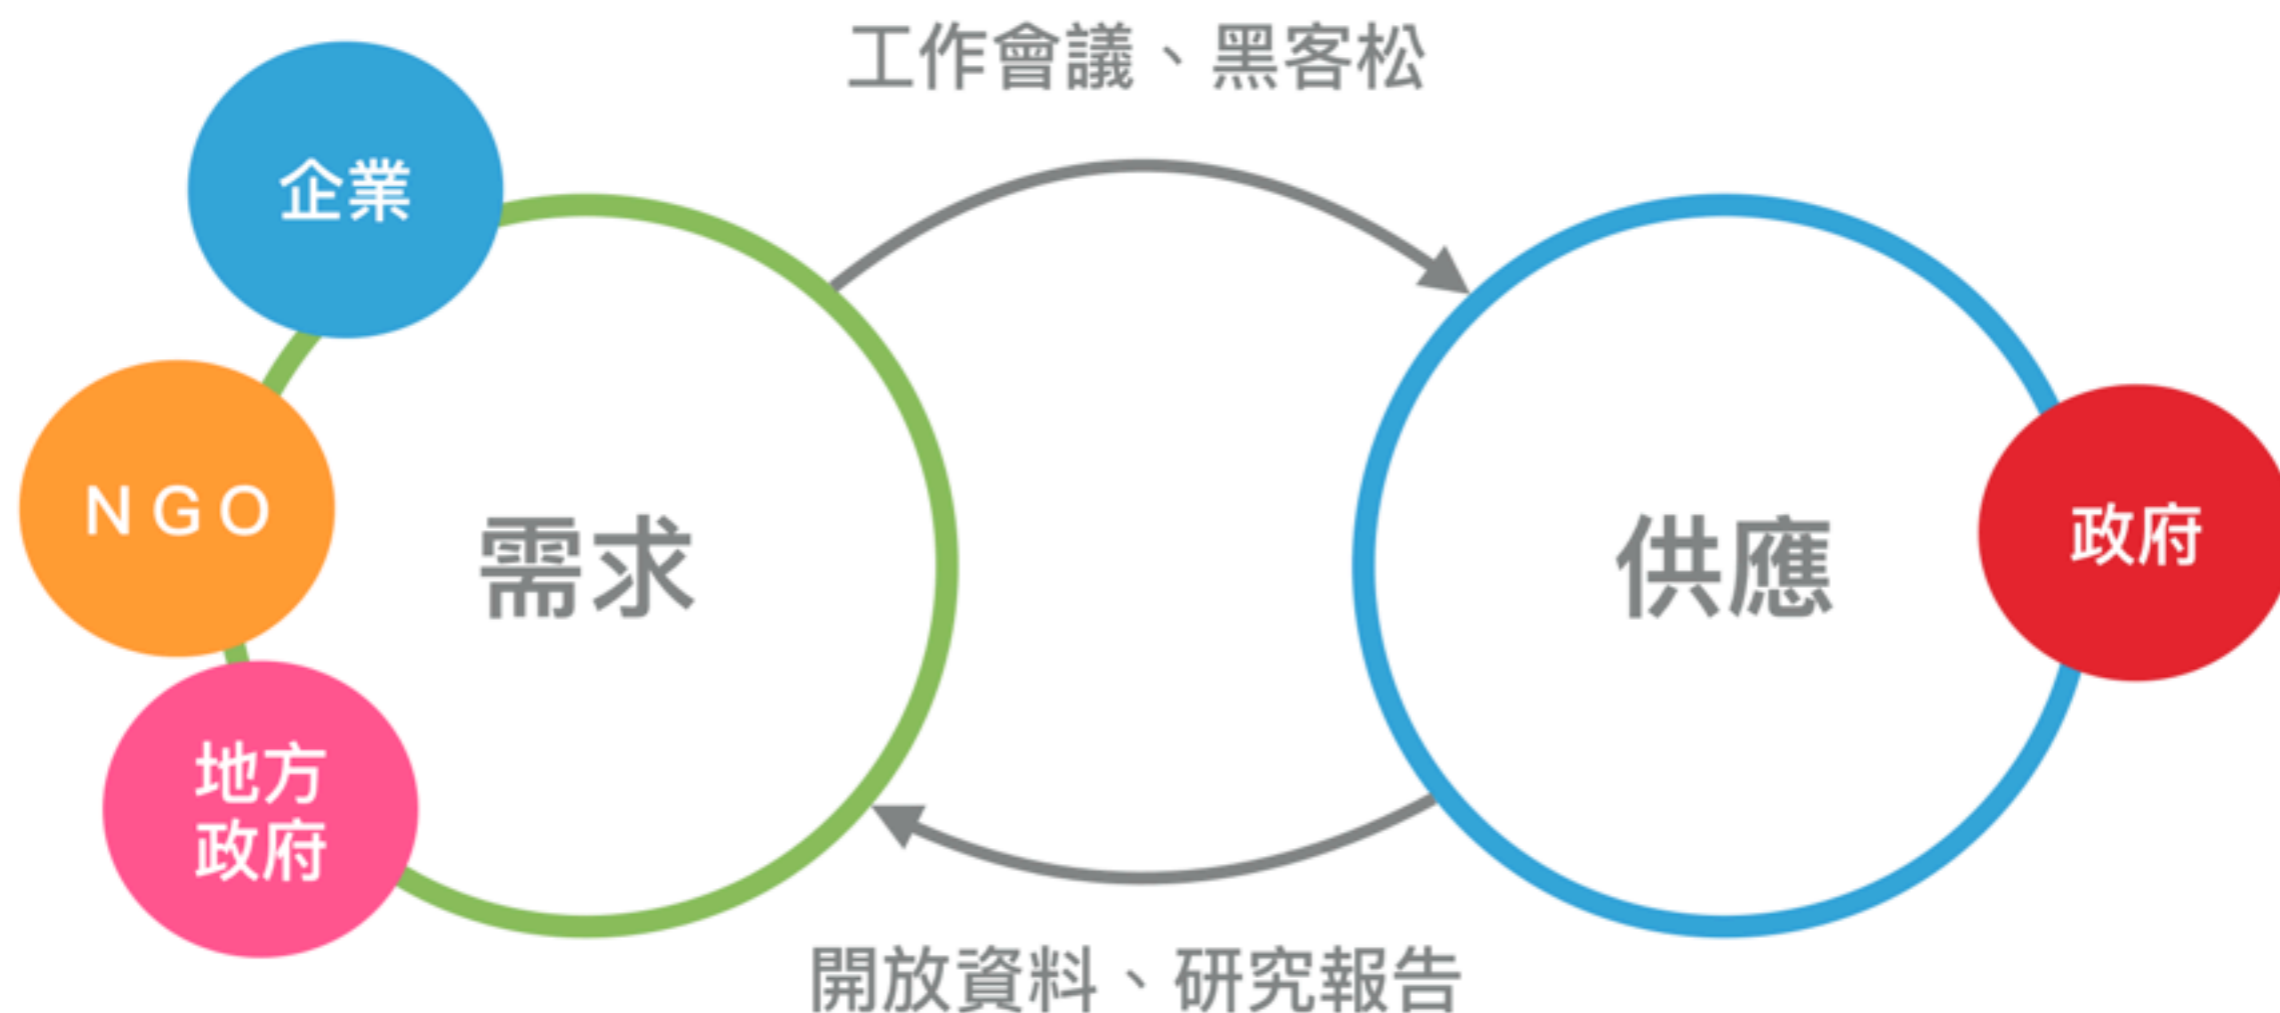 工作會議、黑客松
企業
NGO
需求
供應
政府
地方
政府
開放資料、研究報告